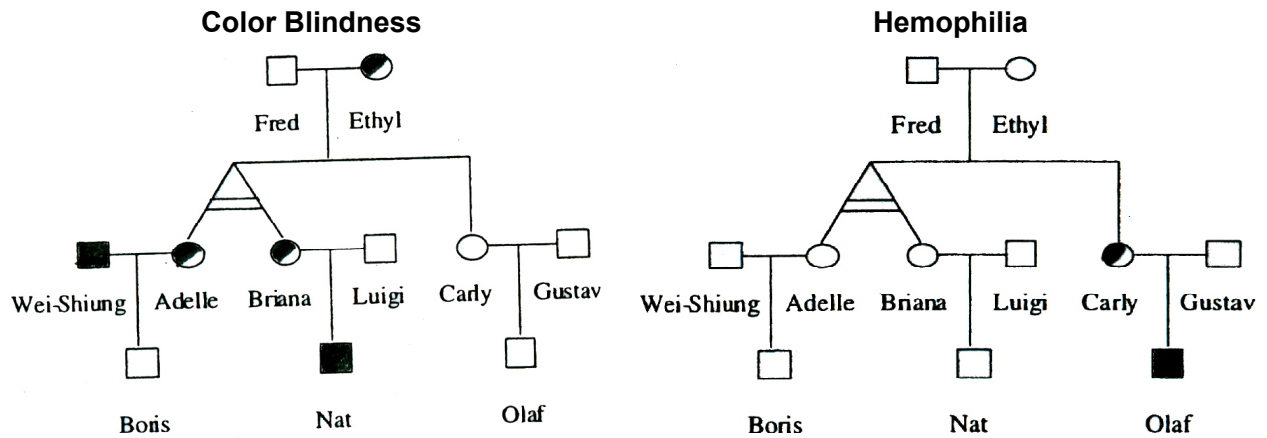 Color Blindness
Fred Ethyl
Wei-Shiung Adelle Briana Luigi Carly Gustav
Boris Nat Olaf
Hemophilia
Fred Ethyl
Wei-Shiung Adelle Briana Luigi Carly Gustav
Boris Nat Olaf